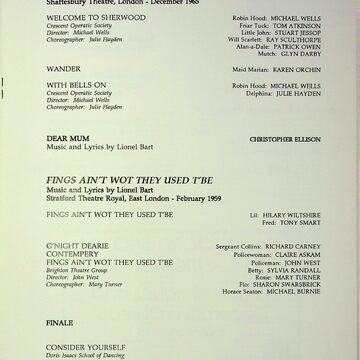 Shaftesbury Theatre, London - December 1965
WELCOME TO SHERWOOD
Crescent Operatic Society
Director: Michael Wells
Choreographer: Julie Hayden
Robin Hood: MICHAEL WELLS
Friar Tuck: TOM ATKINSON
Little John: STUART JESSOP
Will Scarlett: RAY SCULTHORPE
Alan-a-Dale: PATRICK OWEN
Mutch: GLYN DARBY
WANDER
Maid Marian: KAREN ORCHIN
WITH BELLS ON
Crescent Operatic Society
Director: Michael Wells
Choreographer: Julie Hayden
Robin Hood: MICHAEL WELLS
Delphina: JULIE HAYDEN
DEAR MUM
Music and Lyrics by Lionel Bart
CHRISTOPHER ELLISON
FINGS AIN'T WOT THEY USED T'BE
Music and Lyrics by Lionel Bart
Stratford Theatre Royal, East London - February 1959
FINGS AIN'T WOT THEY USED T'BE
Lil: HILARY WILTSHIRE
Fred: TONY SMART
G'NIGHT DEARIE
CONTEMPERY
FINGS AIN'T WOT THEY USED T'BE
Brighton Theatre Group
Director: John West
Choreographer: Mary Turner
Sergeant Collins: RICHARD CARNEY
Policewoman: CLAIRE ASKAM
Policeman: JOHN WEST
Betty: SYLVIA RANDALL
Rosie: MARY TURNER
Flo: SHARON SWARSBRICK
Horace Seaton: MICHAEL BURNIE
FINALE
CONSIDER YOURSELF
Doris Isaacs School of Dancing